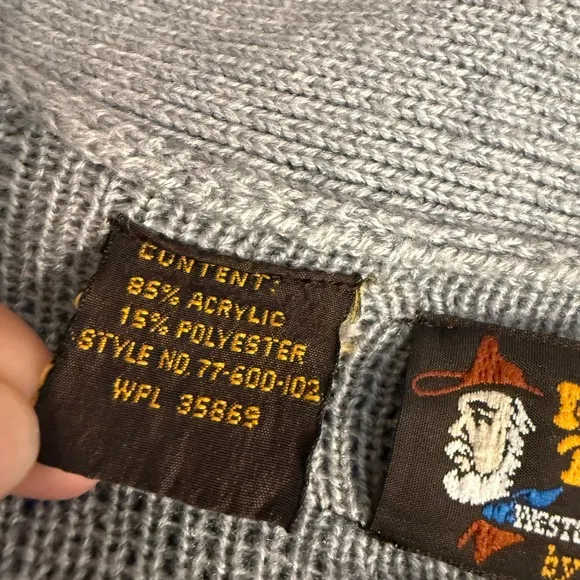 CONTENT:
85% ACRYLIC
15% POLYESTER
STYLE NO. 77-600-102
WPL 35869